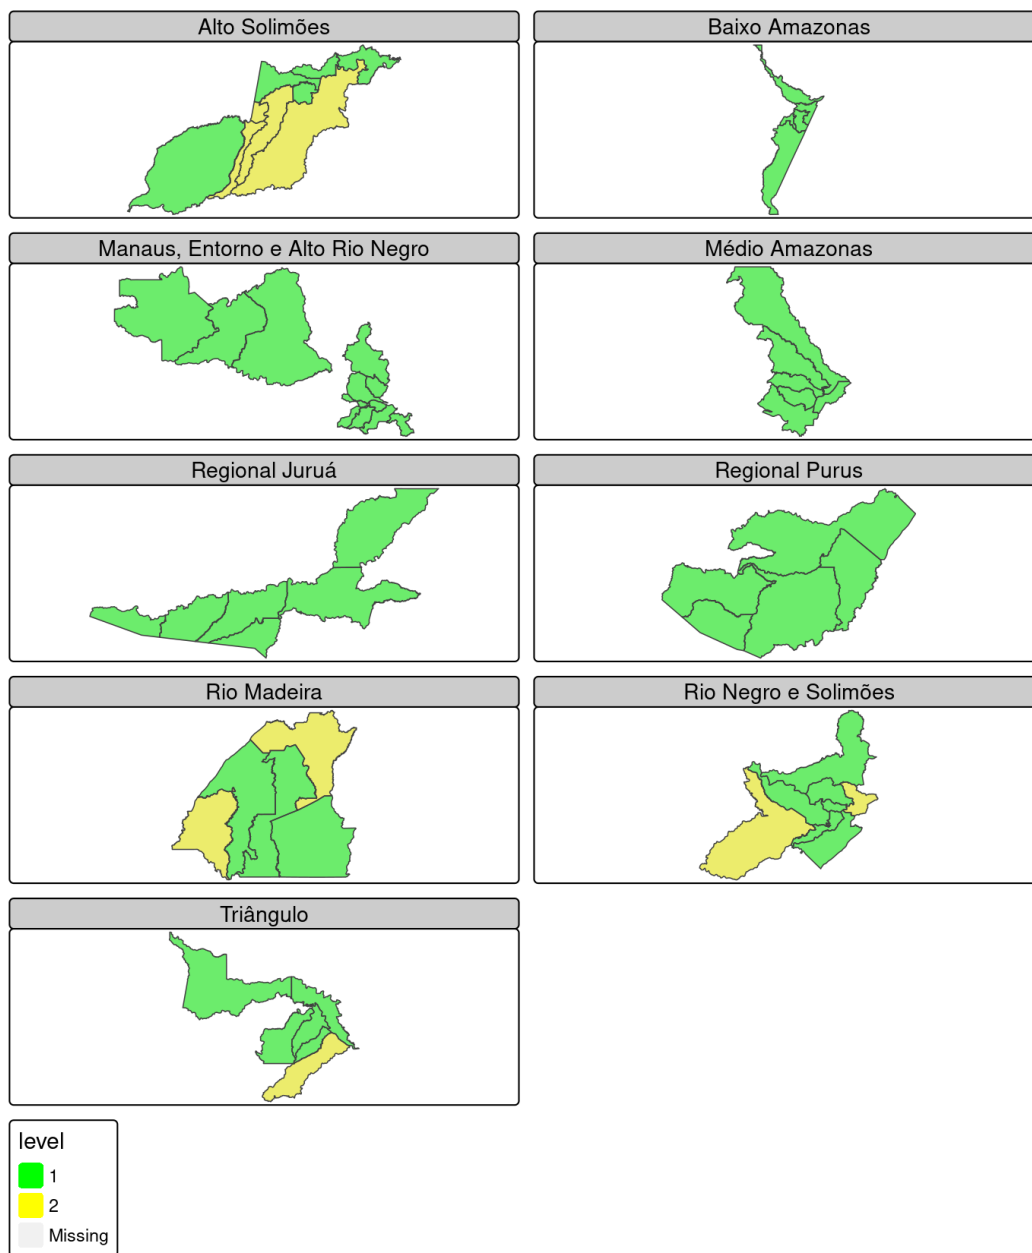 Alto Solimões
Baixo Amazonas
Manaus, Entorno e Alto Rio Negro
Médio Amazonas
Regional Juruá
Regional Purus
Rio Madeira
Rio Negro e Solimões
Triângulo
level
1
2
Missing